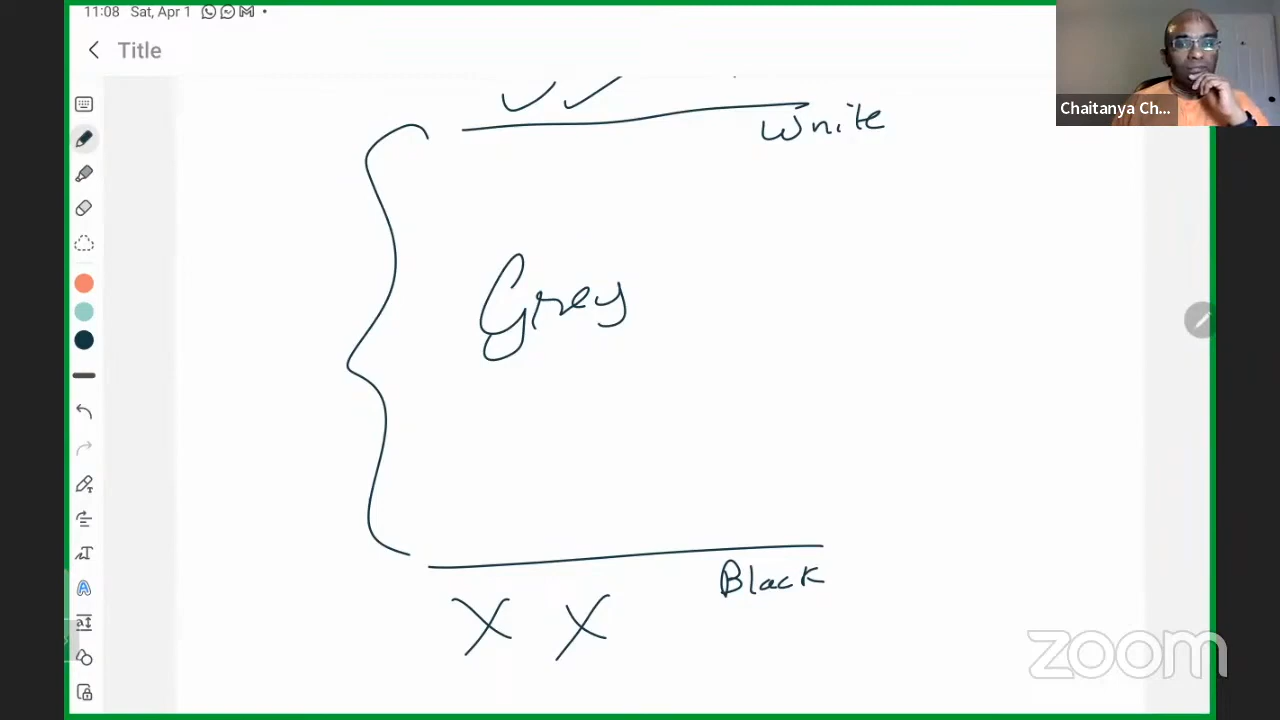 11:08 Sat, Apr 1
Title
Chaitanya Ch...
White
Grey
Black
zoom